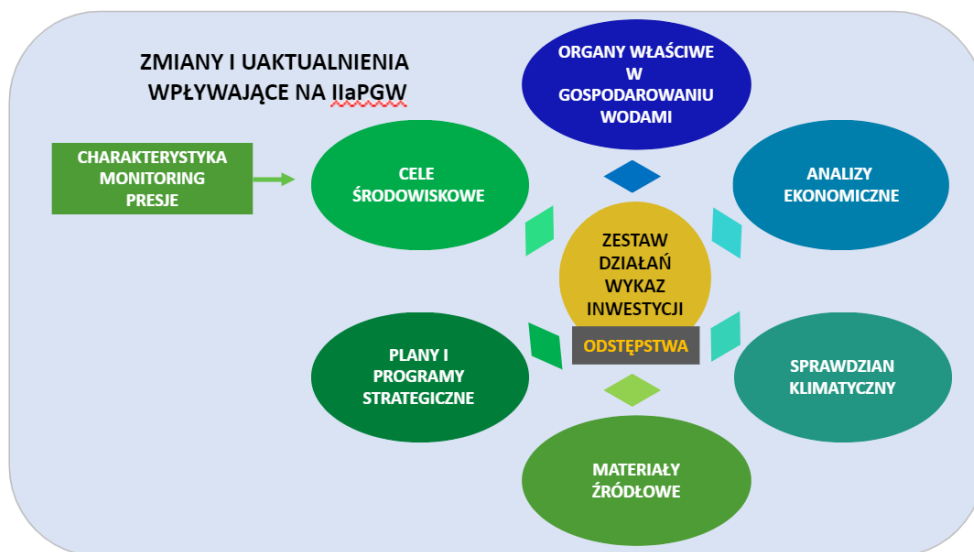 ZMIANY I UAKTUALNIENIA
WPŁYWAJĄCE NA IIaPGW
ORGANY WŁAŚCIWE
W
GOSPODAROWANIU
WODAMI
CHARAKTERYSTYKA
MONITORING
PRESJE
CELE
ŚRODOWISKOWE
ANALIZY
EKONOMICZNE
ZESTAW
DZIAŁAŃ
WYKAZ
INWESTYCJI
ODSTĘPSTWA
PLANY I
PROGRAMY
STRATEGICZNE
SPRAWDZIAN
KLIMATYCZNY
MATERIAŁY
ŹRÓDŁOWE